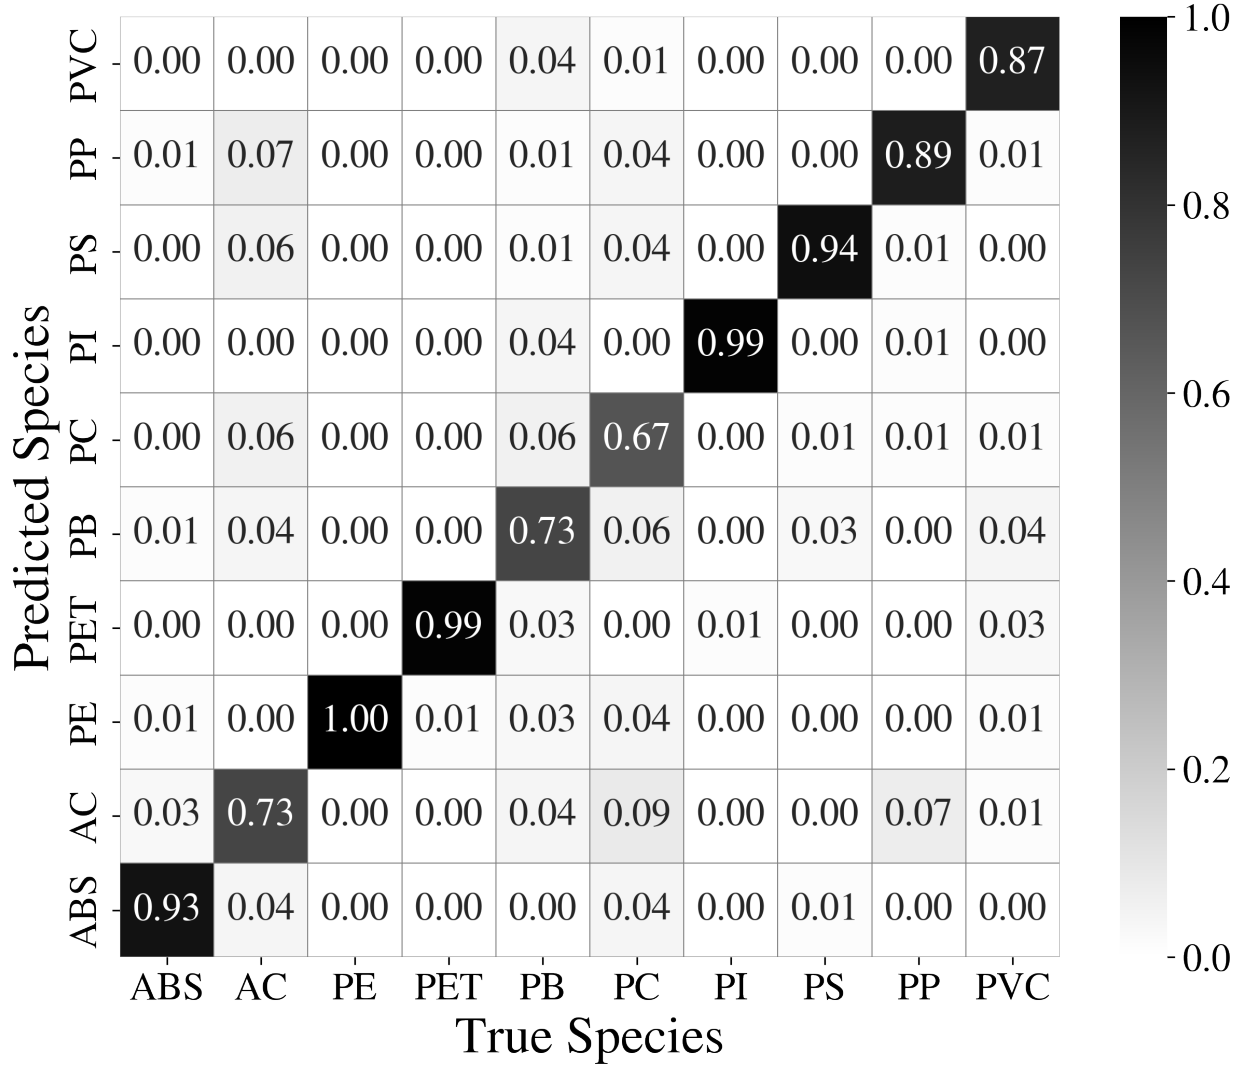 PVC 0.00 0.00 0.00 0.00 0.04 0.01 0.00 0.00 0.00 0.87
PP 0.01 0.07 0.00 0.00 0.01 0.04 0.00 0.00 0.89 0.01
PS 0.00 0.06 0.00 0.00 0.01 0.04 0.00 0.94 0.01 0.00
PI 0.00 0.00 0.00 0.00 0.04 0.00 0.99 0.00 0.01 0.00
PC 0.00 0.06 0.00 0.00 0.06 0.67 0.00 0.01 0.01 0.01
PB 0.01 0.04 0.00 0.00 0.73 0.06 0.00 0.03 0.00 0.04
PET 0.00 0.00 0.00 0.99 0.03 0.00 0.01 0.00 0.00 0.03
PE 0.01 0.00 1.00 0.01 0.03 0.04 0.00 0.00 0.00 0.01
AC 0.03 0.73 0.00 0.00 0.04 0.09 0.00 0.00 0.07 0.01
ABS 0.93 0.04 0.00 0.00 0.00 0.04 0.00 0.01 0.00 0.00
ABS AC PE PET PB PC PI PS PP PVC
True Species
Predicted Species
1.0
0.8
0.6
0.4
0.2
0.0